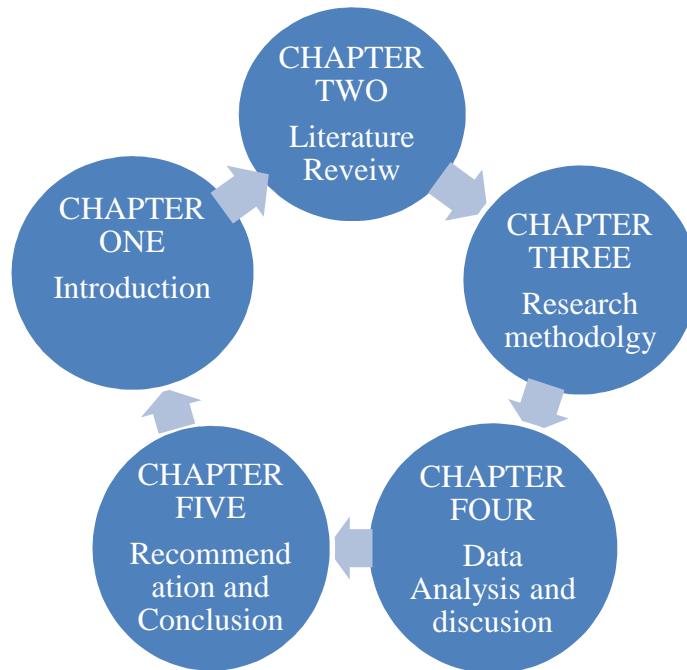 CHAPTER
ONE
Introduction
CHAPTER
TWO
Literature
Reveiw
CHAPTER
THREE
Research
methodolgy
CHAPTER
FOUR
Data
Analysis and
discusion
CHAPTER
FIVE
Recommend
ation and
Conclusion